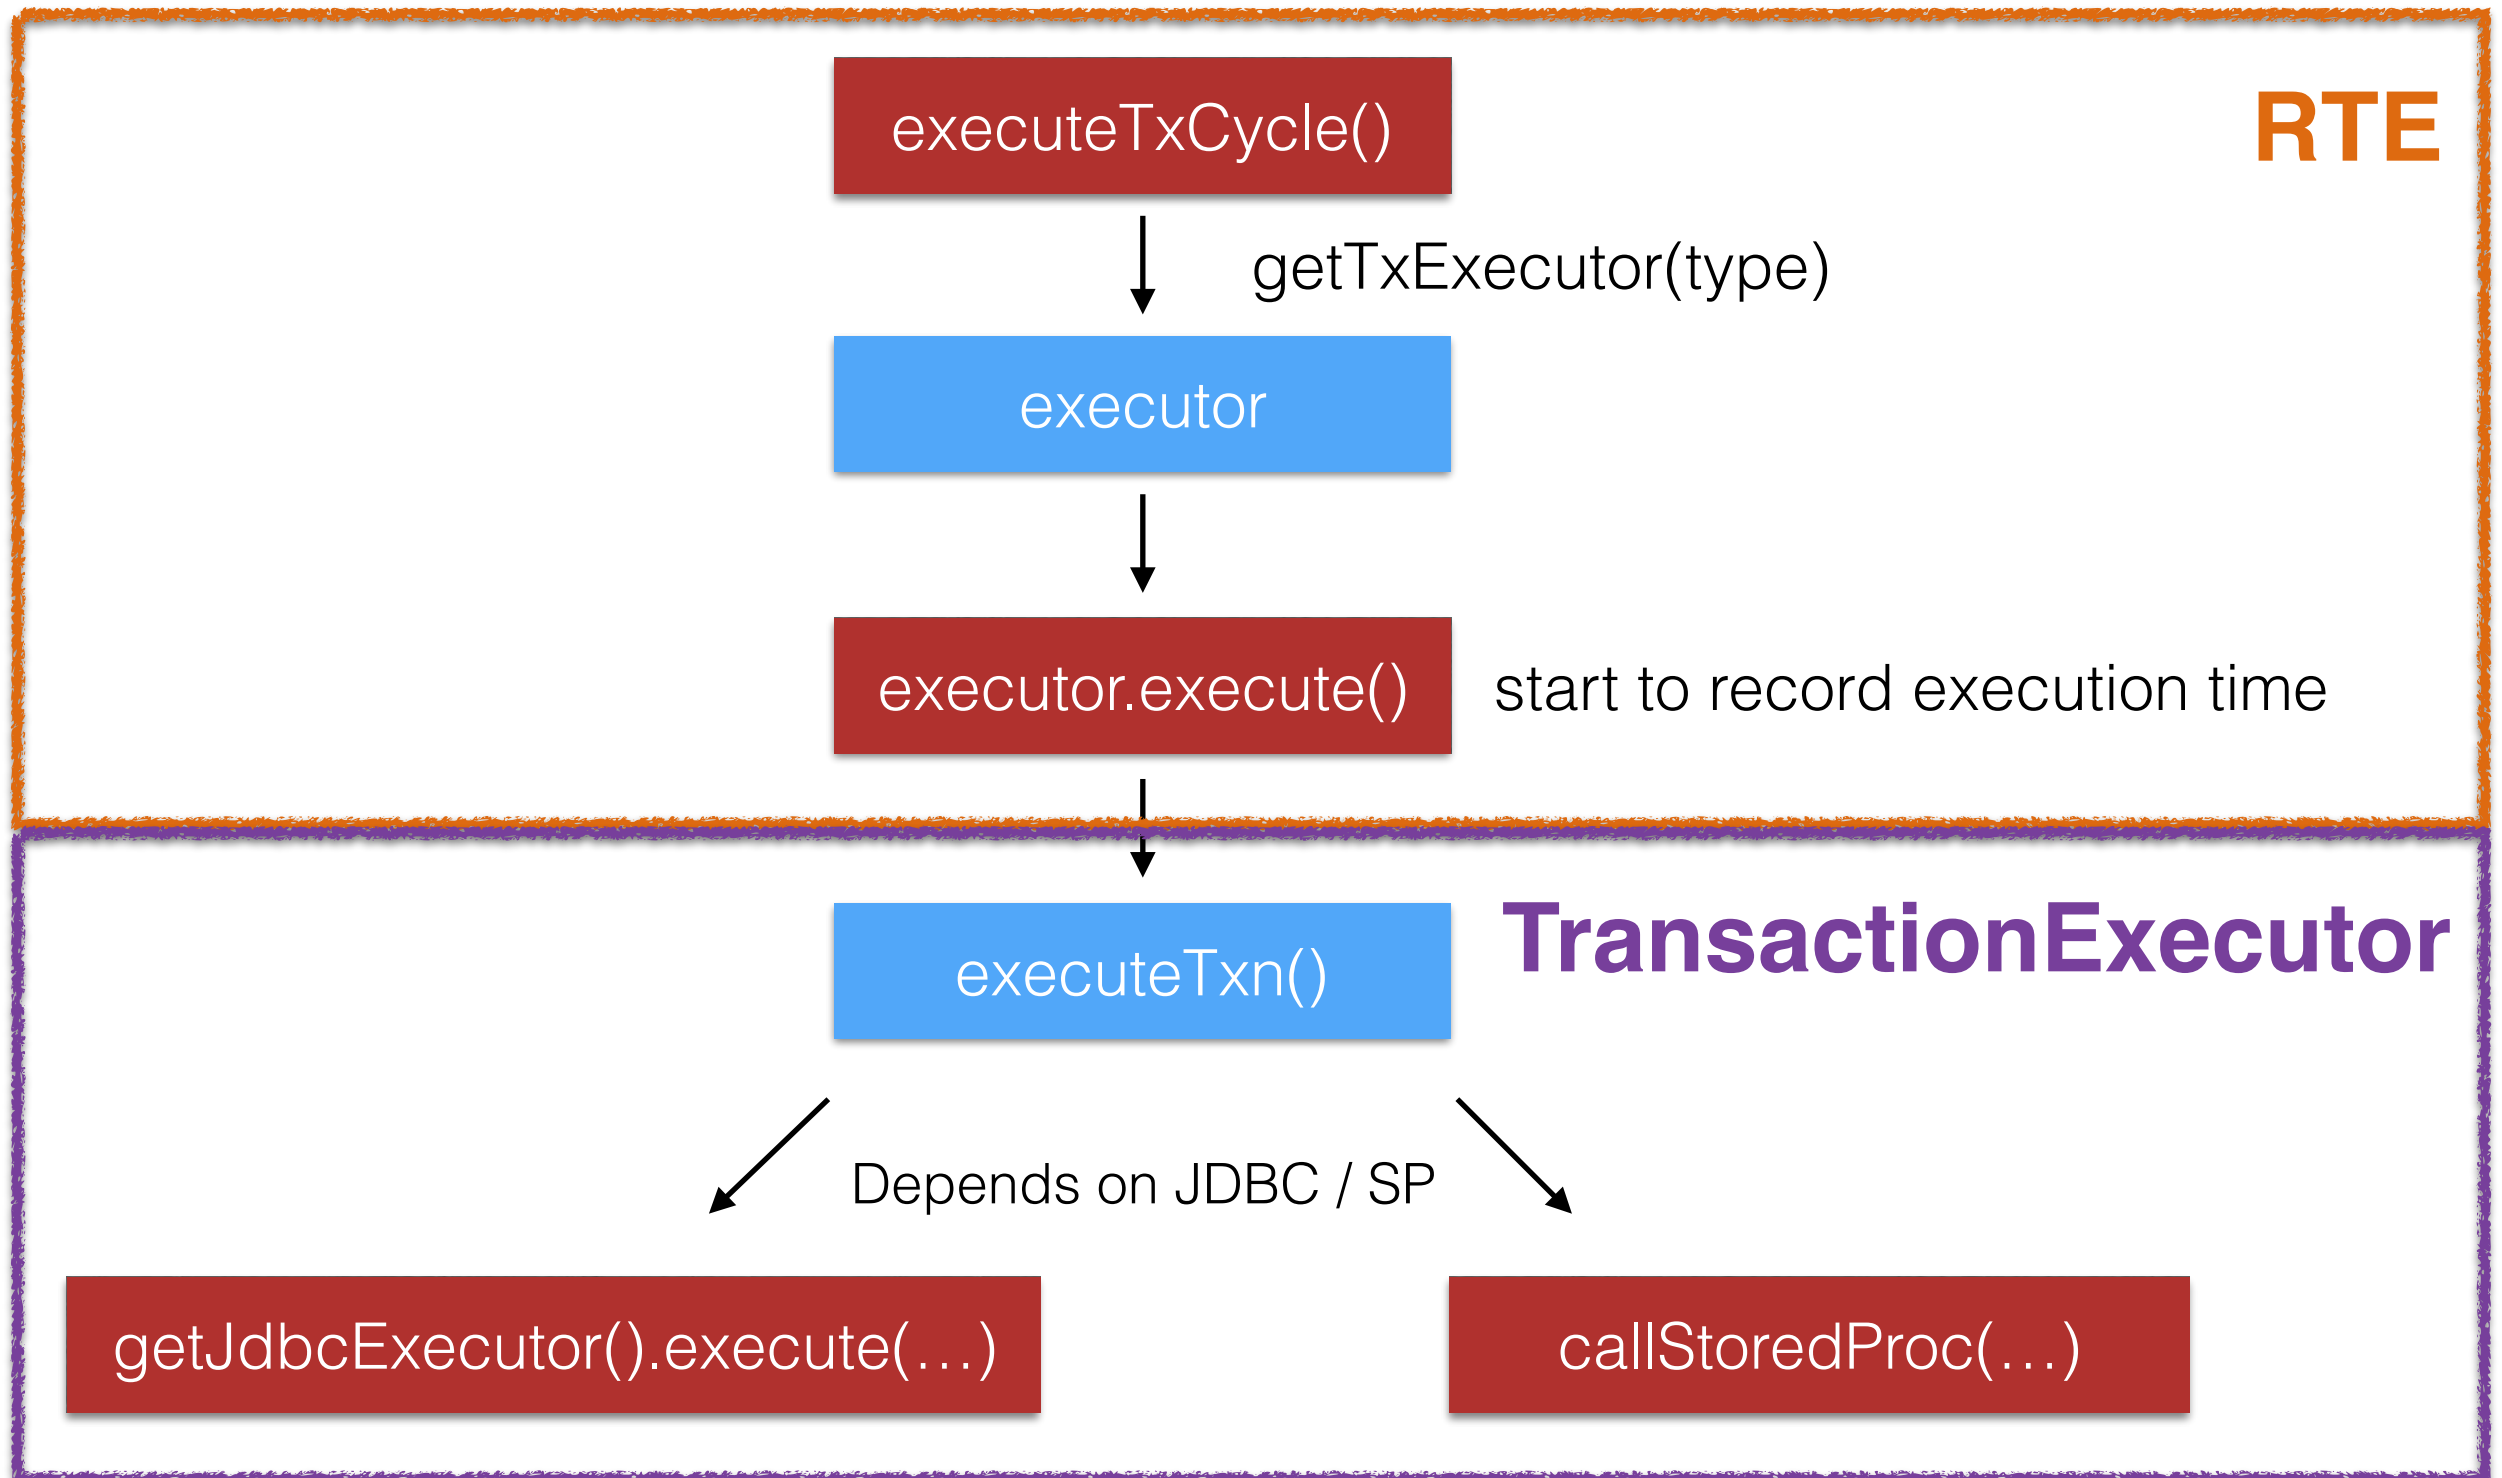 executeTxCycle()
RTE
getTxExecutor(type)
executor
executor.execute()
start to record execution time
executeTxn()
TransactionExecutor
Depends on JDBC / SP
getJdbcExecutor().execute(...)
callStoredProc(...)